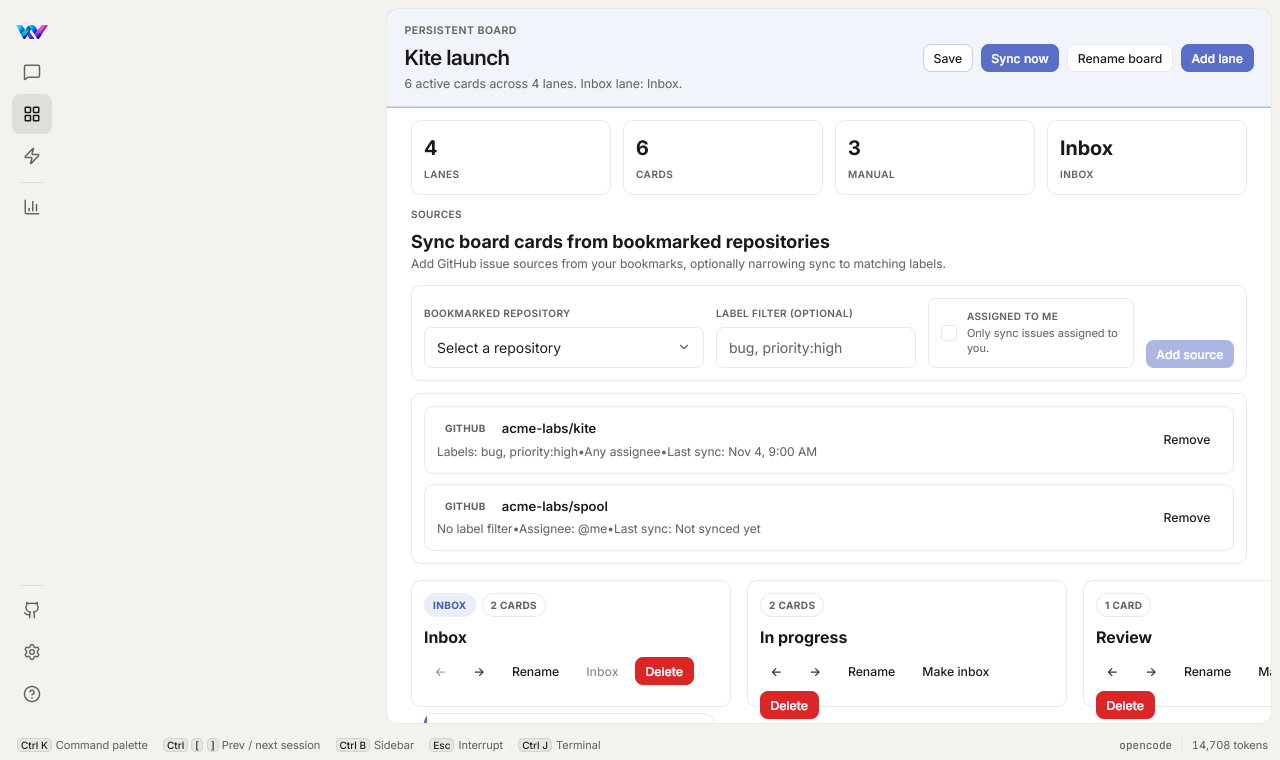 PERSISTENT BOARD
Kite launch
6 active cards across 4 lanes. Inbox lane: Inbox.
Save
Sync now
Rename board
Add lane
4
LANES
6
CARDS
3
MANUAL
Inbox
INBOX
SOURCES
Sync board cards from bookmarked repositories
Add GitHub issue sources from your bookmarks, optionally narrowing sync to matching labels.
BOOKMARKED REPOSITORY
Select a repository
LABEL FILTER (OPTIONAL)
bug, priority:high
ASSIGNED TO ME
Only sync issues assigned to
you.
Add source
GITHUB acme-labs/kite
Labels: bug, priority:high•Any assignee•Last sync: Nov 4, 9:00 AM
Remove
GITHUB acme-labs/spool
No label filter•Assignee: @me•Last sync: Not synced yet
Remove
INBOX 2 CARDS
Inbox
← → Rename Inbox Delete
2 CARDS
In progress
← → Rename Make inbox
Delete
1 CARD
Review
← → Rename
Delete
Ctrl K Command palette Ctrl [ ] Prev / next session Ctrl B Sidebar Esc Interrupt Ctrl J Terminal
opencode 14,708 tokens